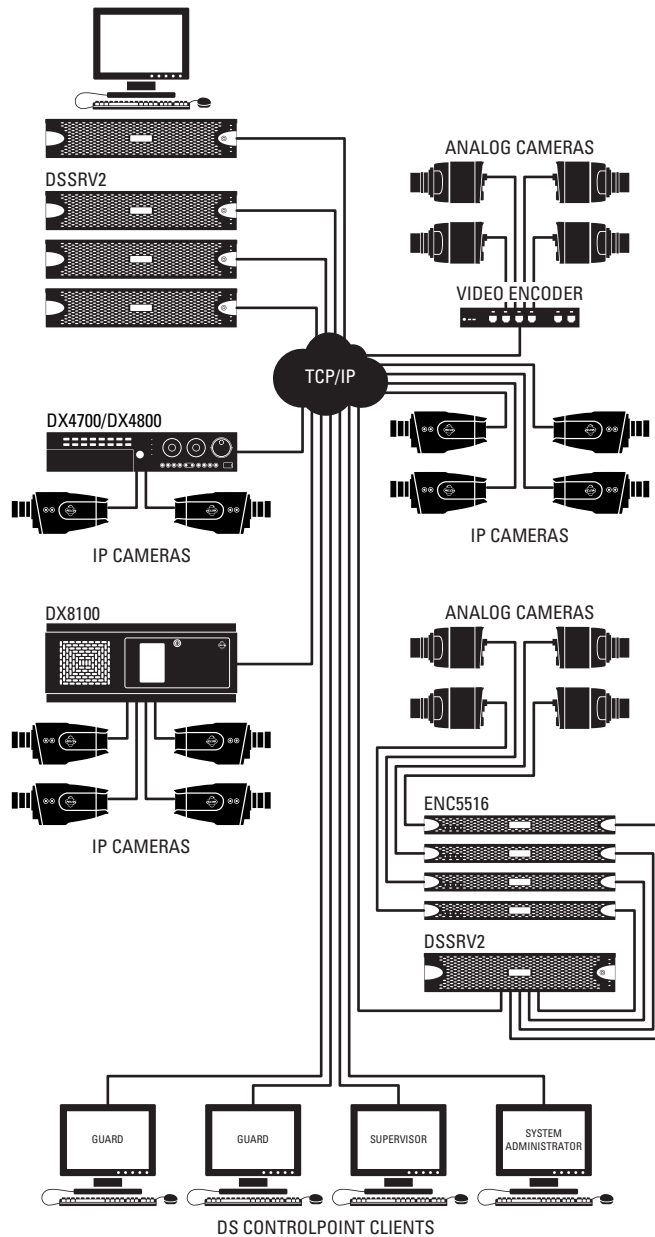 DSSRV2
ANALOG CAMERAS
VIDEO ENCODER
TCP/IP
DX4700/DX4800
IP CAMERAS
IP CAMERAS
DX8100
ANALOG CAMERAS
IP CAMERAS
ENC5516
DSSRV2
GUARD
GUARD
SUPERVISOR
SYSTEM
ADMINISTRATOR
DS CONTROLPOINT CLIENTS